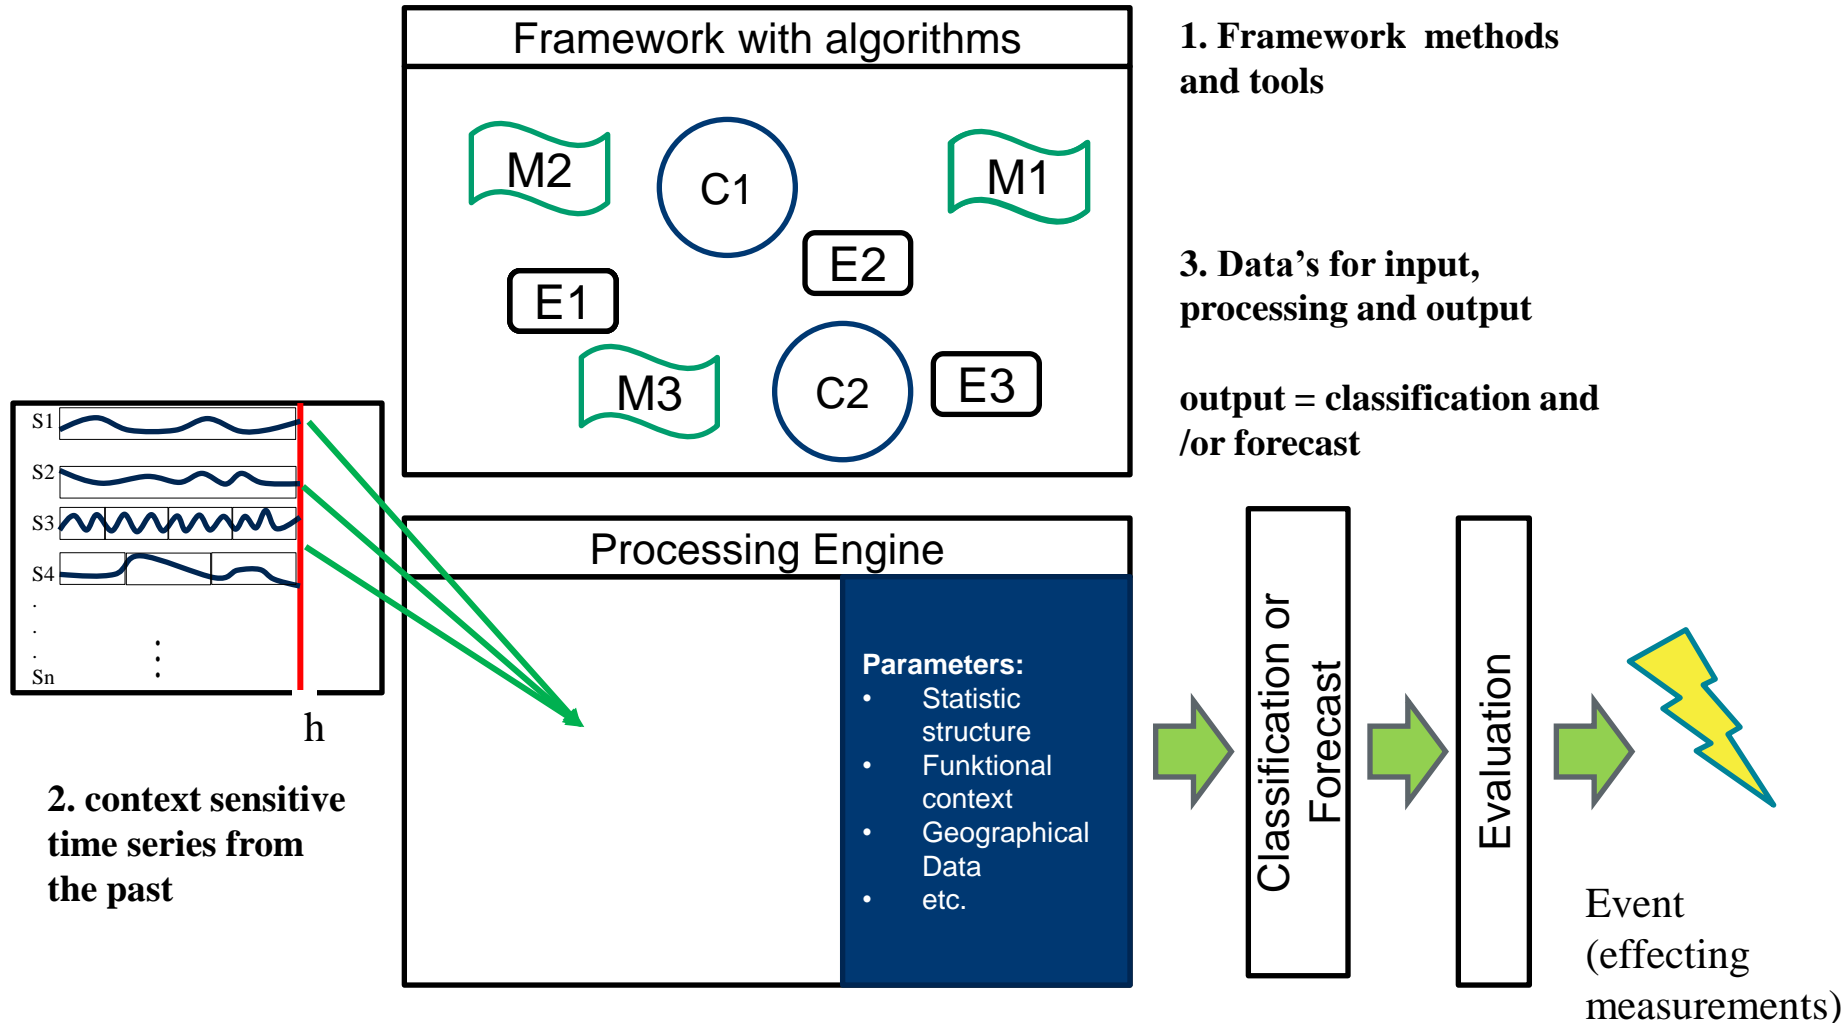 Framework with algorithms
M2
C1
M1
E2
E1
M3
C2
E3
1. Framework  methods
and tools
3. Data’s for input,
processing and output
output = classification and
/or forecast
S1
S2
S3
S4
.
.
.
Sn
h
2. context sensitive
time series from
the past
Processing Engine
Parameters:
• Statistic
structure
• Funktional
context
• Geographical
Data
• etc.
Classification or
Forecast
Evaluation
Event
(effecting
measurements)